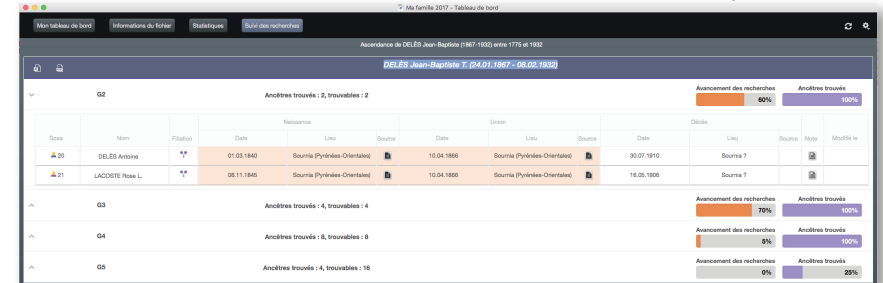 Ma famille 2017 - Tableau de bord
Mon tableau de bord Informations du fichier Statistiques Suivi des recherches
Ascendance de DELÈS Jean-Baptiste (1867-1932) entre 1775 et 1932
DELÈS Jean-Baptiste T. (24.01.1867 - 08.02.1932)
G2 Ancêtres trouvés : 2, trouvables : 2 Avancement des recherches 60% Ancêtres trouvés 100%
Naissance Union Décès
Sosa Nom Filiation Date Lieu Source Date Lieu Source Date Lieu Source Note Modifié le
20 DELÈS Antoine 01.03.1840 Sournia (Pyrénées-Orientales) 10.04.1866 Sournia (Pyrénées-Orientales) 30.07.1910 Sournia ?
21 LACOSTE Rose L. 06.11.1845 Sournia (Pyrénées-Orientales) 10.04.1866 Sournia (Pyrénées-Orientales) 16.05.1906 Sournia ?
G3 Ancêtres trouvés : 4, trouvables : 4 Avancement des recherches 70% Ancêtres trouvés 100%
G4 Ancêtres trouvés : 8, trouvables : 8 Avancement des recherches 5% Ancêtres trouvés 100%
G5 Ancêtres trouvés : 4, trouvables : 16 Avancement des recherches 0% Ancêtres trouvés 25%